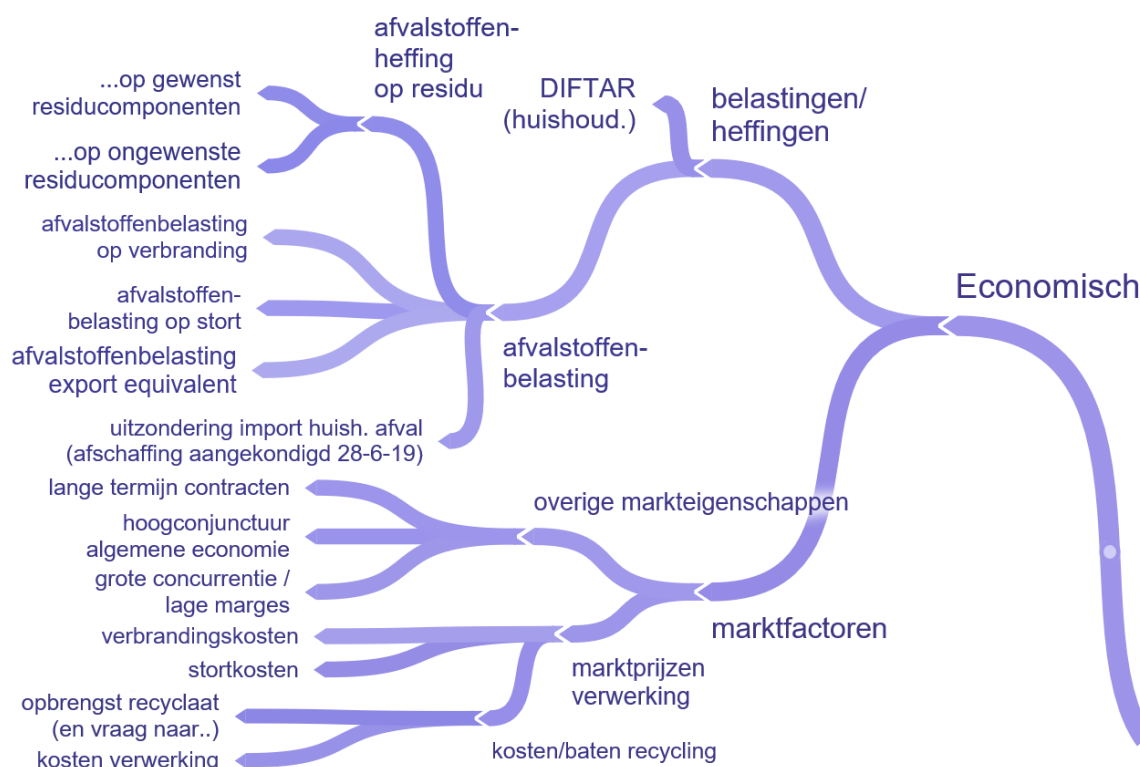 afvalstoffen-
heffing
op residu
...op gewenst
residucomponenten
...op ongewenste
residucomponenten
DIFTAR
(huishoud.)
belastingen/
heffingen
afvalstoffenbelasting
op verbranding
afvalstoffen-
belasting op stort
afvalstoffenbelasting
export equivalent
afvalstoffen-
belasting
Economisch
uitzondering import huish. afval
(afschaffing aangekondigd 28-6-19)
lange termijn contracten
hoogconjunctuur
algemene economie
grote concurrentie /
lage marges
overige markteigenschappen
verbrandingskosten
stortkosten
marktfactoren
marktprijzen
verwerking
opbrengst recyclaat
(en vraag naar..)
kosten verwerking
kosten/baten recycling